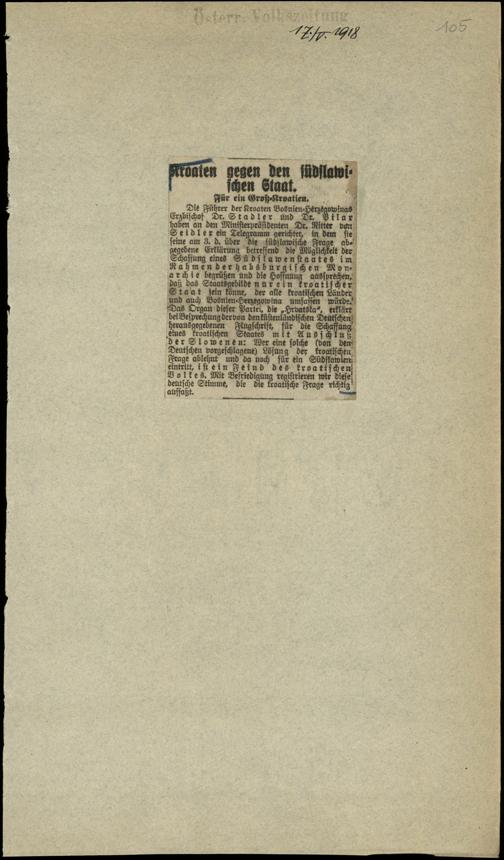 Österr. Volkszeitung
17./V. 1918
105
Kroaten gegen den südslawi-
schen Staat.
Für ein Groß-Kroatien.
Die Führer der Kroaten Bosnien-Herzegowinas
Erzbischof Dr. Stadler und Dr. Pilar
haben an den Ministerpräsidenten Dr. Ritter von
Seidler ein Telegramm gerichtet, in dem sie
seine am 3. d. über die südslawische Frage ab-
gegebene Erklärung betreffend die Möglichkeit der
Schaffung eines Südslawenstaates im
Rahmen der habsburgischen Mon-
archie begrüßen und die Hoffnung aussprechen,
daß das Staatsgebilde nur ein kroatischer
Staat sein könne, der alle kroatischen Länder
und auch Bosnien-Herzegowina umfassen würde.
Das Organ dieser Partei, die „Hrvatska“, erklärt
bei Besprechung der von den küstenländischen Deutschen
herausgegebenen Flugschrift, für die Schaffung
eines kroatischen Staates mit Ausschluß
der Slowenen: Wer eine solche (von den
Deutschen vorgeschlagene) Lösung der kroatischen
Frage ablehnt und da noch für ein Südslawien
eintritt, ist ein Feind des kroatischen
Volkes. Mit Befriedigung registrieren wir diese
deutsche Stimme, die die kroatische Frage richtig
auffaßt.